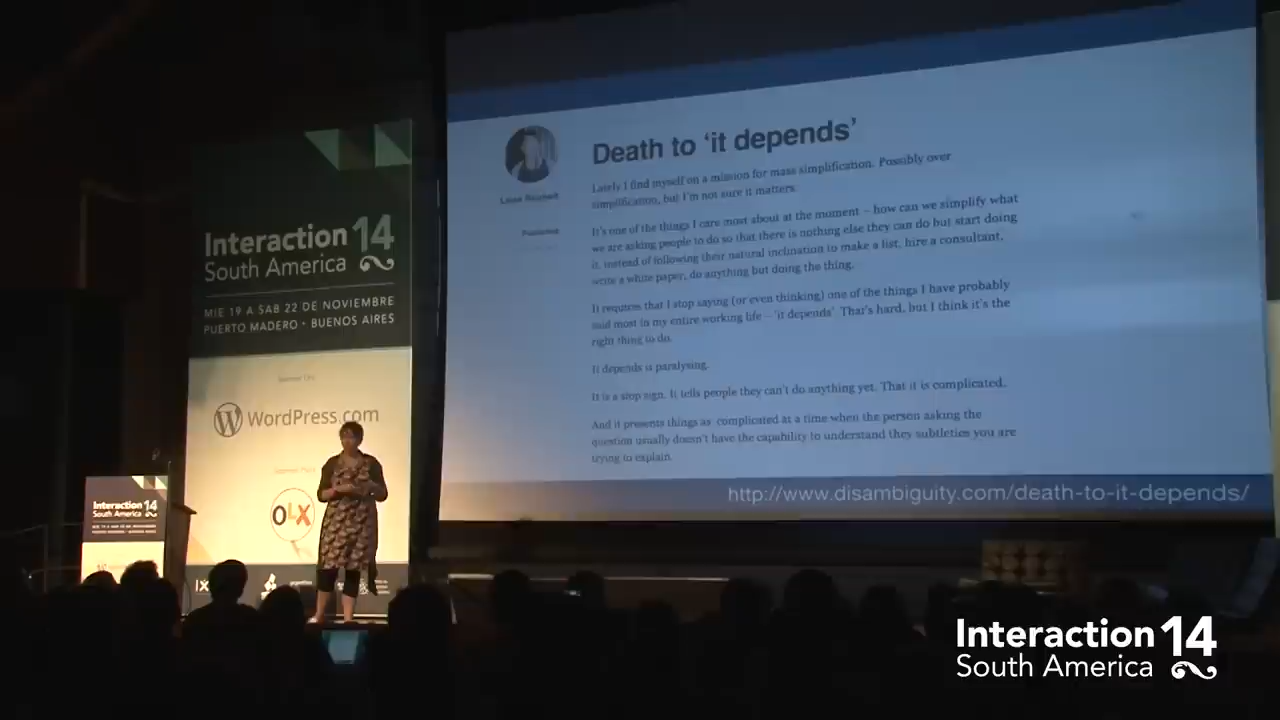 Interaction 14
South America
MIE 19 A SAB 22 DE NOVIEMBRE
PUERTO MADERO • BUENOS AIRES
WordPress.com
OLX
Interaction 14
South America
Death to ‘it depends’
Lately I find myself on a mission for mass simplification. Possibly over
simplification, but I'm not sure it matters.
It's one of the things I care most about at the moment – how can we simplify what
we are asking people to do so that there is nothing else they can do but start doing
it, instead of following their natural inclination to make a list, hire a consultant,
write a white paper, do anything but doing the thing.
It requires that I stop saying (or even thinking) one of the things I have probably
said most in my entire working life – 'it depends'. That's hard, but I think it's the
right thing to do.
It depends is paralysing.
It is a stop sign. It tells people they can't do anything yet. That it is complicated.
And it presents things as complicated at a time when the person asking the
question usually doesn't have the capability to understand they subtleties you are
trying to explain.
http://www.disambiguity.com/death-to-it-depends/
Interaction 14
South America